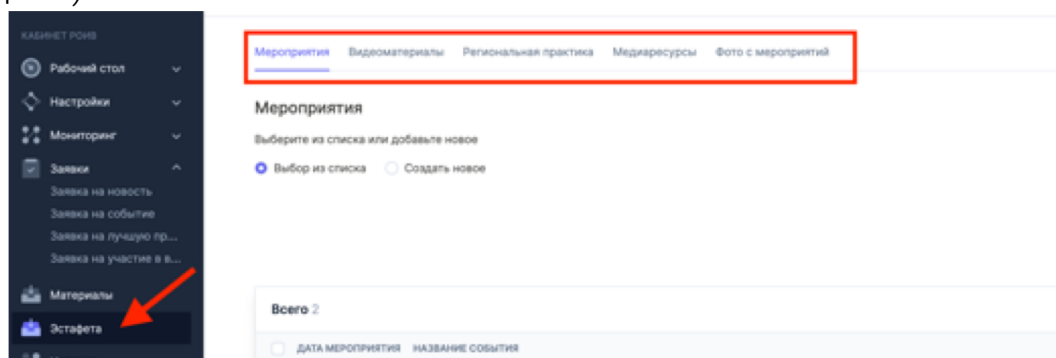 КАБИНЕТ РОИВ
Рабочий стол
Настройки
Мониторинг
Заявки
Заявка на новость
Заявка на событие
Заявка на лучшую пр...
Заявка на участие в в...
Материалы
Эстафета
Мероприятия Видеоматериалы Региональная практика Медиаресурсы Фото с мероприятий
Мероприятия
Выберите из списка или добавьте новое
Выбор из списка Создать новое
Всего 2
ДАТА МЕРОПРИЯТИЯ НАЗВАНИЕ СОБЫТИЯ